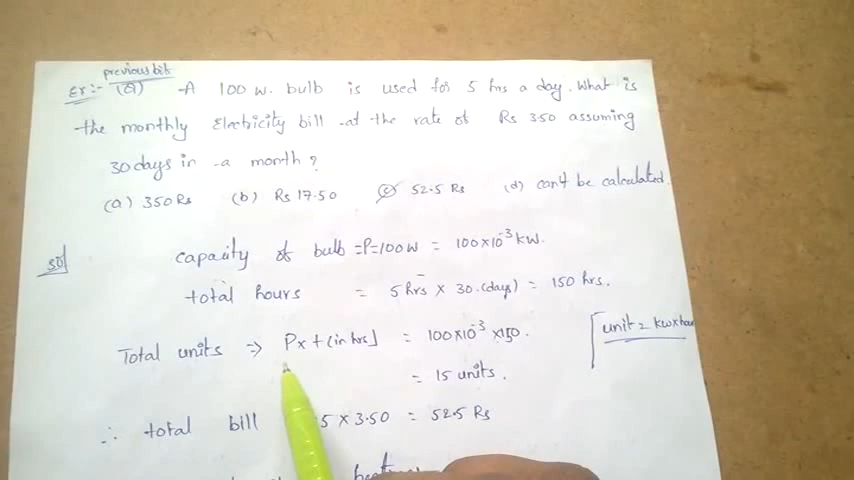 previous bit
Ex:- (Q) A 100 w. bulb is used for 5 hrs a day. What is
the monthly Electricity bill at the rate of Rs 3.50 assuming
30 days in a month?
(a) 350 Rs (b) Rs 17.50 (c) 52.5 Rs (d) can't be calculated.
Sol capacity of bulb = P = 100 W = 100×10⁻³ kW.
total hours = 5 hrs × 30 (days) = 150 hrs.
Total units ⇒ P × t (in hrs) = 100×10⁻³ × 150. unit = kw×hour
= 15 units.
∴ total bill 5 × 3.50 = 52.5 Rs